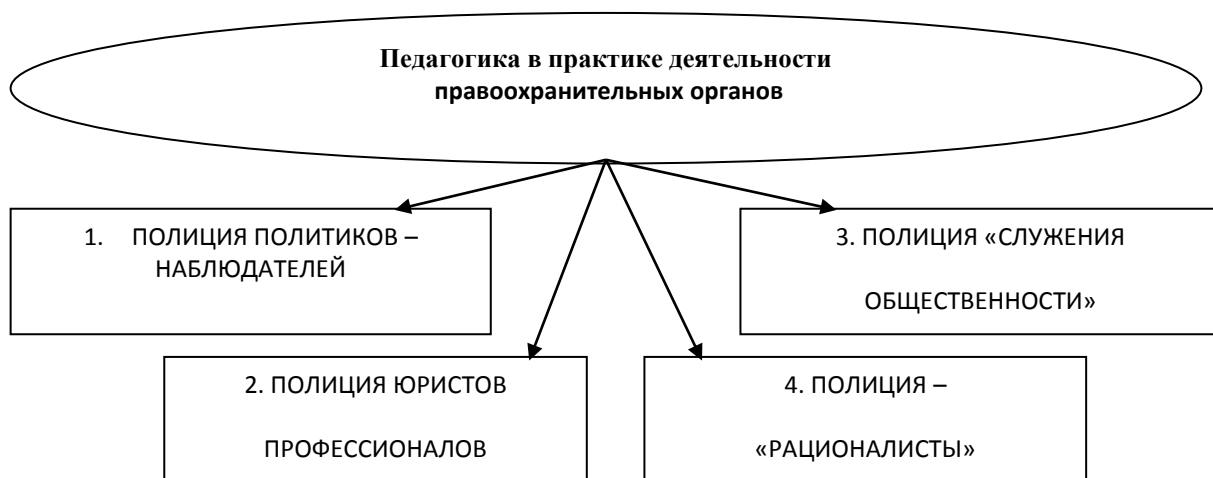 Педагогика в практике деятельности
правоохранительных органов
1. ПОЛИЦИЯ ПОЛИТИКОВ –
НАБЛЮДАТЕЛЕЙ
2. ПОЛИЦИЯ ЮРИСТОВ
ПРОФЕССИОНАЛОВ
3. ПОЛИЦИЯ «СЛУЖЕНИЯ
ОБЩЕСТВЕННОСТИ»
4. ПОЛИЦИЯ –
«РАЦИОНАЛИСТЫ»